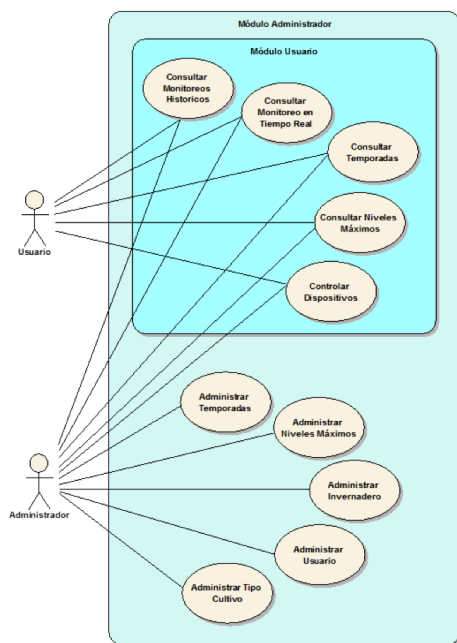 Módulo Administrador
Módulo Usuario
Consultar
Monitoreos
Historicos
Consultar
Monitoreo en
Tiempo Real
Consultar
Temporadas
Consultar Niveles
Máximos
Controlar
Dispositivos
Usuario
Administrar
Temporadas
Administrar
Niveles Máximos
Administrar
Invernadero
Administrar
Usuario
Administrar Tipo
Cultivo
Administrador